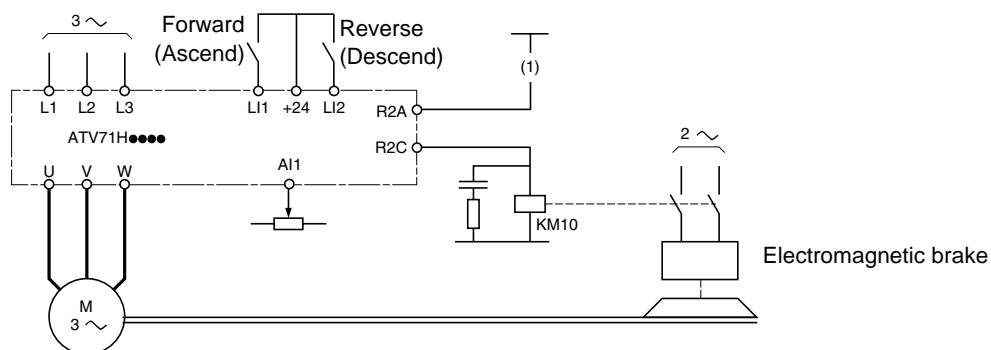 3 ∿
Forward
(Ascend)
Reverse
(Descend)
(1)
L1 L2 L3
LI1 +24 LI2
R2A
ATV71H●●●●
R2C
2 ∿
U V W
AI1
KM10
Electromagnetic brake
M
3 ∿